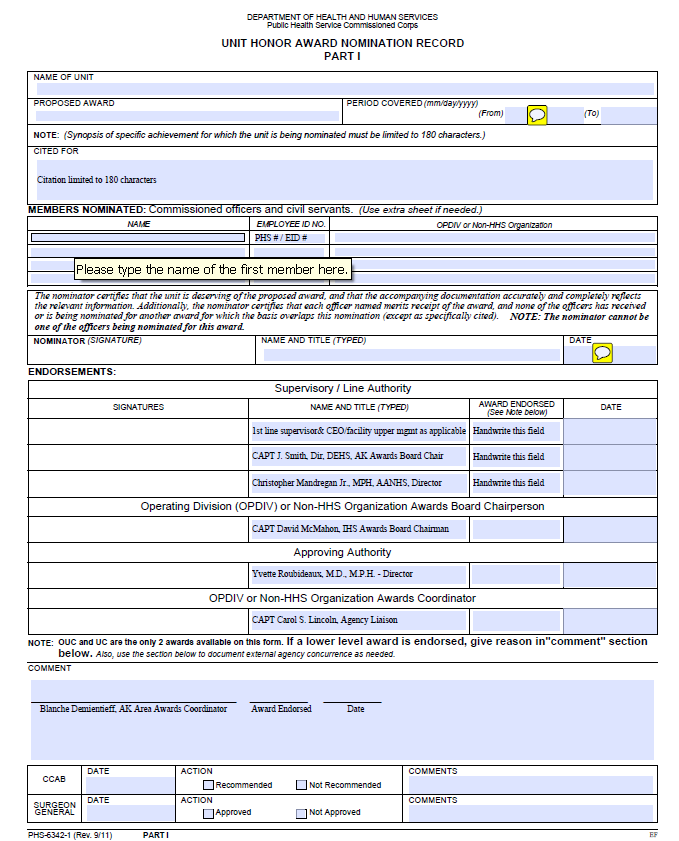 DEPARTMENT OF HEALTH AND HUMAN SERVICES
Public Health Service Commissioned Corps
UNIT HONOR AWARD NOMINATION RECORD
PART I
NAME OF UNIT
PROPOSED AWARD
PERIOD COVERED (mm/day/yyyy)
(From) (To)
NOTE: (Synopsis of specific achievement for which the unit is being nominated must be limited to 180 characters.)
CITED FOR
Citation limited to 180 characters
MEMBERS NOMINATED: Commissioned officers and civil servants. (Use extra sheet if needed.)
NAME EMPLOYEE ID NO. OPDIV or Non-HHS Organization
PHS # / EID #
Please type the name of the first member here.
The nominator certifies that the unit is deserving of the proposed award, and that the accompanying documentation accurately and completely reflects
the relevant information. Additionally, the nominator certifies that each officer named merits receipt of the award, and none of the officers has received
or is being nominated for another award for which the basis overlaps this nomination (except as specifically cited). NOTE: The nominator cannot be
one of the officers being nominated for this award.
NOMINATOR (SIGNATURE) NAME AND TITLE (TYPED) DATE
ENDORSEMENTS:
Supervisory / Line Authority
SIGNATURES NAME AND TITLE (TYPED) AWARD ENDORSED (See Note below) DATE
1st line supervisor& CEO/facility upper mgmt as applicable Handwrite this field
CAPT J. Smith, Dir, DEHS, AK Awards Board Chair Handwrite this field
Christopher Mandregan Jr., MPH, AANHS, Director Handwrite this field
Operating Division (OPDIV) or Non-HHS Organization Awards Board Chairperson
CAPT David McMahon, IHS Awards Board Chairman
Approving Authority
Yvette Roubideaux, M.D., M.P.H. - Director
OPDIV or Non-HHS Organization Awards Coordinator
CAPT Carol S. Lincoln, Agency Liaison
NOTE: OUC and UC are the only 2 awards available on this form. If a lower level award is endorsed, give reason in"comment" section
below. Also, use the section below to document external agency concurrence as needed.
COMMENT
Blanche Demientieff, AK Area Awards Coordinator Award Endorsed Date
CCAB DATE ACTION COMMENTS
Recommended Not Recommended
SURGEON GENERAL DATE ACTION COMMENTS
Approved Not Approved
PHS-6342-1 (Rev. 9/11) PART I EF